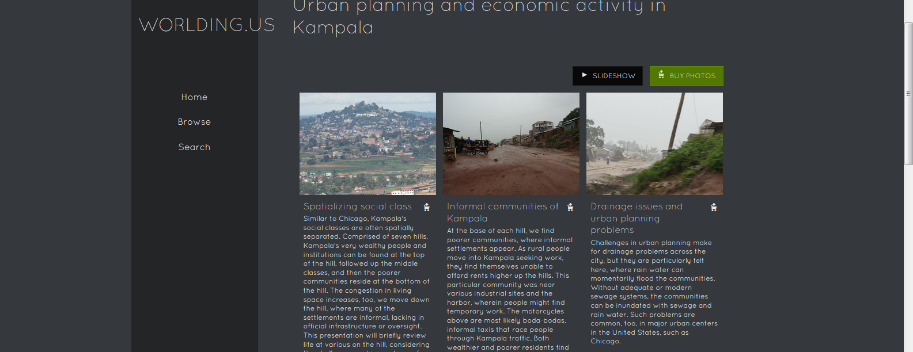 Urban planning and economic activity in
Kampala
WORLDING.US
Home
Browse
Search
SLIDESHOW
BUY PHOTOS
Spatializing social class
Similar to Chicago, Kampala's
social classes are often spatially
separated. Comprised of seven hills,
Kampala's very wealthy people and
institutions can be found at the top
of the hill, followed up the middle
classes, and then the poorer
communities reside at the bottom of
the hill. The congestion in living
space increases, too, we move down
the hill, where many of the
settlements are informal, lacking in
official infrastructure or oversight.
This presentation will briefly review
life at various on the hill, considering
Informal communities of
Kampala
At the base of each hill, we find
poorer communities, where informal
settlements appear. As rural people
move into Kampala seeking work,
they find themselves unable to
afford rents higher up the hills. This
particular community was near
various industrial sites and the
harbor, wherein people might find
temporary work. The motorcycles
above are most likely boda-bodas,
informal taxis that race people
through Kampala traffic. Both
wealthier and poorer residents find
Drainage issues and
urban planning
problems
Challenges in urban planning make
for drainage problems across the
city, but they are particularly felt
here, where rain water can
momentarily flood the communities.
Without adequate or modern
sewage systems, the communities
can be inundated with sewage and
rain water. Such problems are
common, too, in major urban centers
in the United States, such as
Chicago.